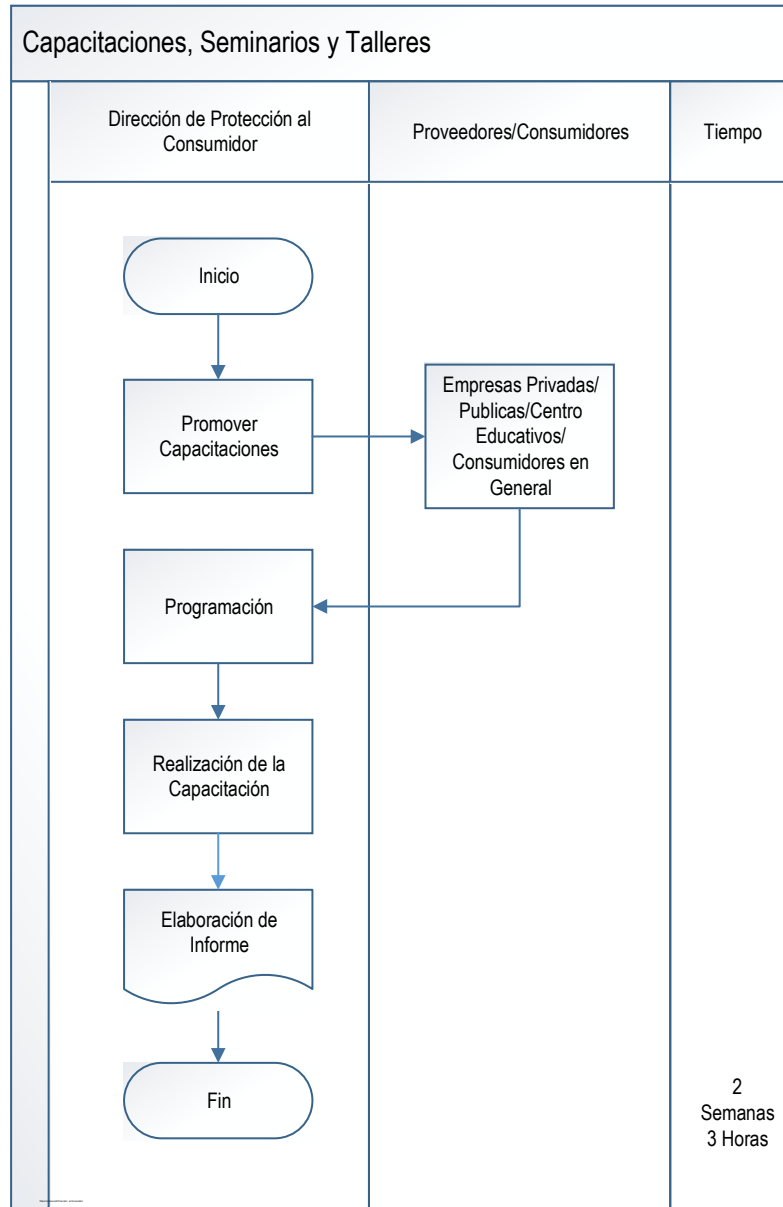 Capacitaciones, Seminarios y Talleres
Dirección de Protección al
Consumidor
Proveedores/Consumidores
Tiempo
Inicio
Promover
Capacitaciones
Empresas Privadas/
Publicas/Centro
Educativos/
Consumidores en
General
Programación
Realización de la
Capacitación
Elaboración de
Informe
Fin
2
Semanas
3 Horas